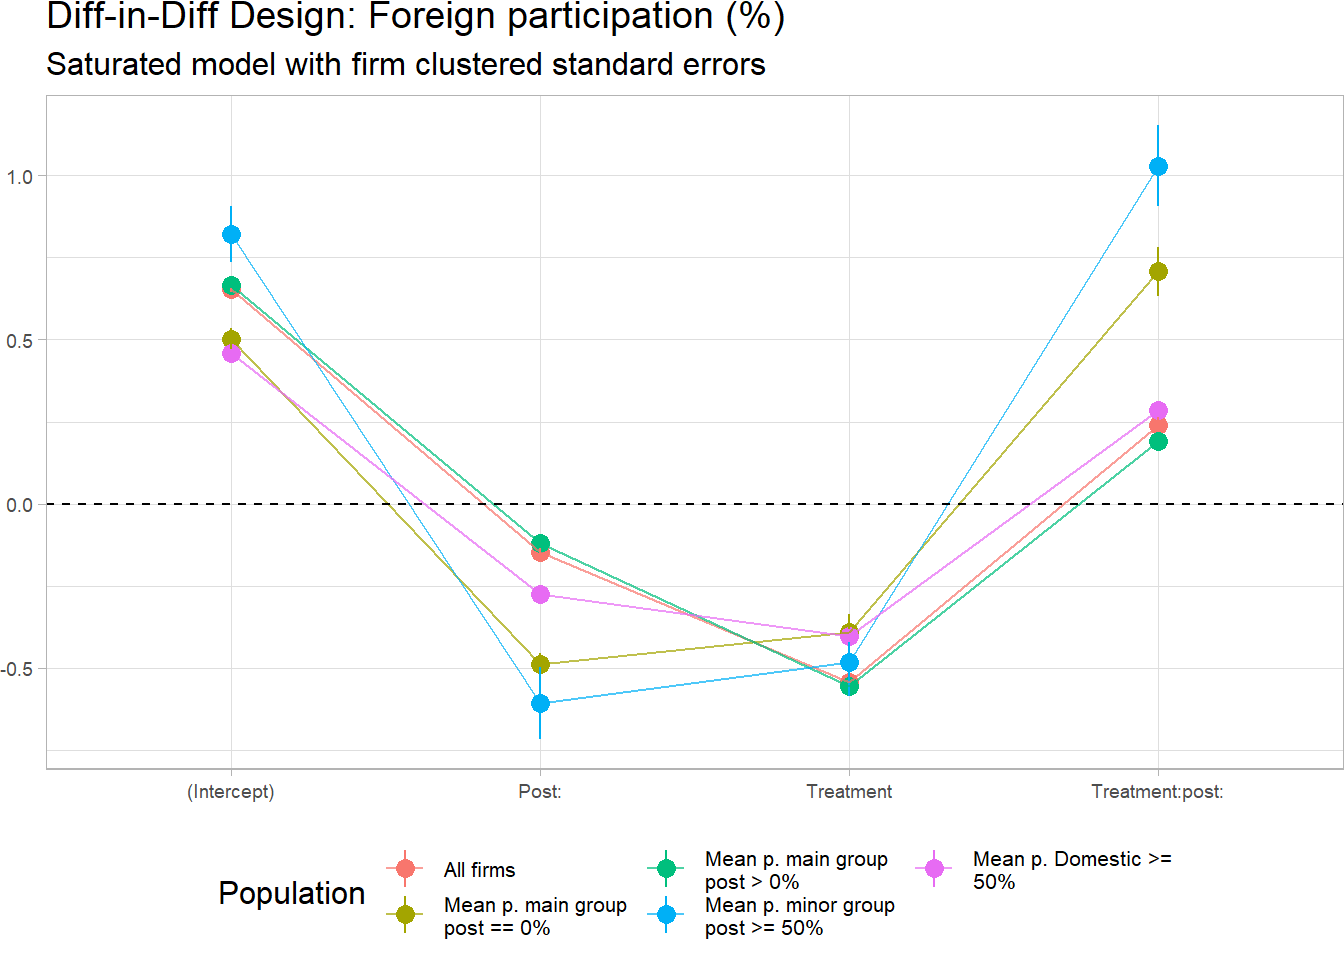 Diff-in-Diff Design: Foreign participation (%)
Saturated model with firm clustered standard errors
1.0
0.5
0.0
-0.5
(Intercept)
Post:
Treatment
Treatment:post:
Population
All firms
Mean p. main group
post == 0%
Mean p. main group
post > 0%
Mean p. minor group
post >= 50%
Mean p. Domestic >=
50%